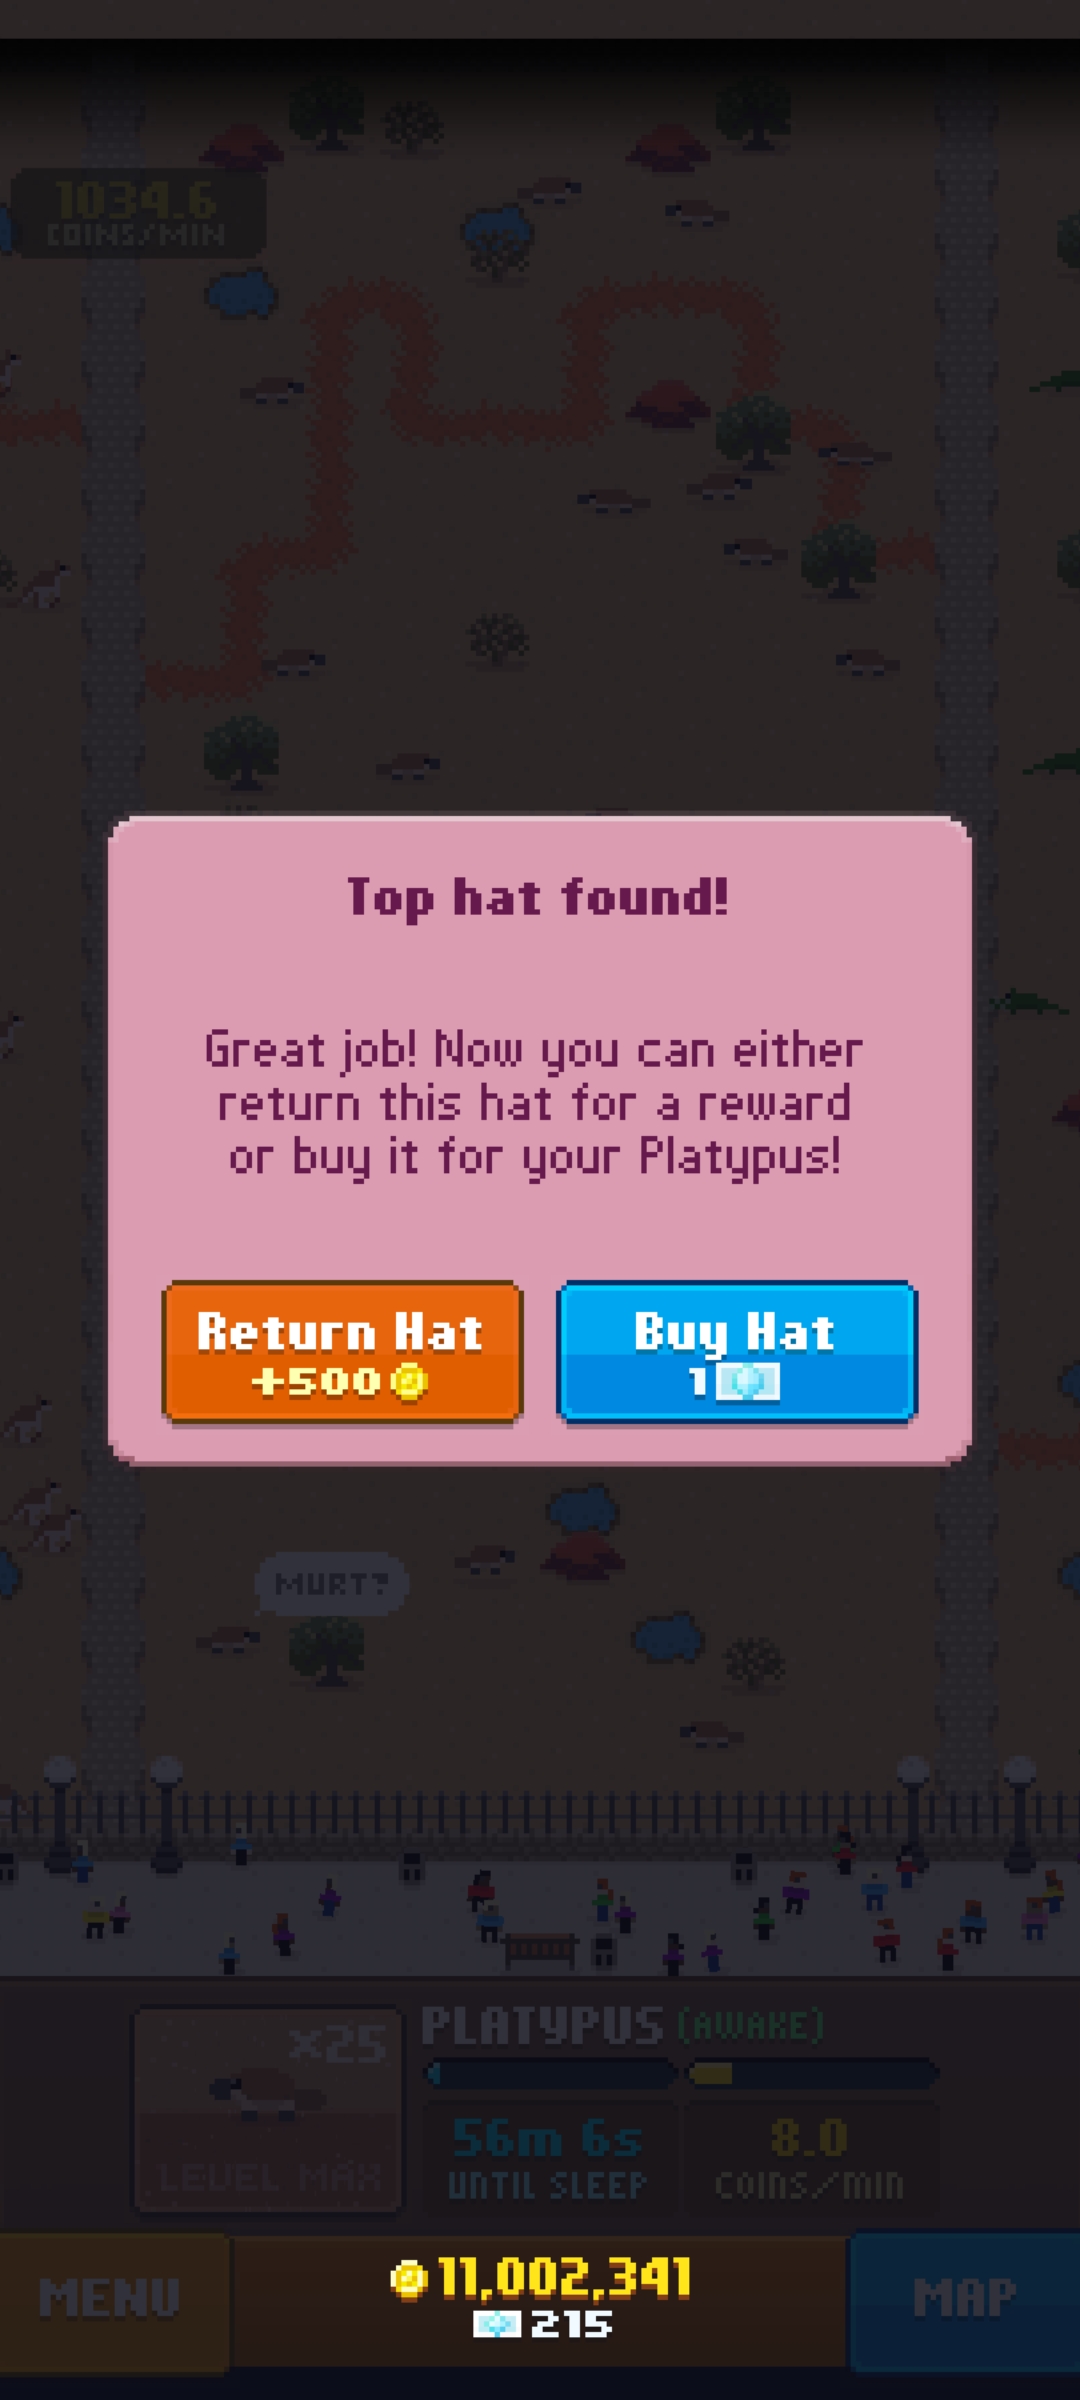 1034.6
COINS/MIN
Top hat found!
Great job! Now you can either
return this hat for a reward
or buy it for your Platypus!
Return Hat
+500
Buy Hat
1
MURT?
x25
LEVEL MAX
PLATYPUS (AWAKE)
56m 6s
UNTIL SLEEP
8.0
COINS/MIN
MENU
11,002,341
215
MAP